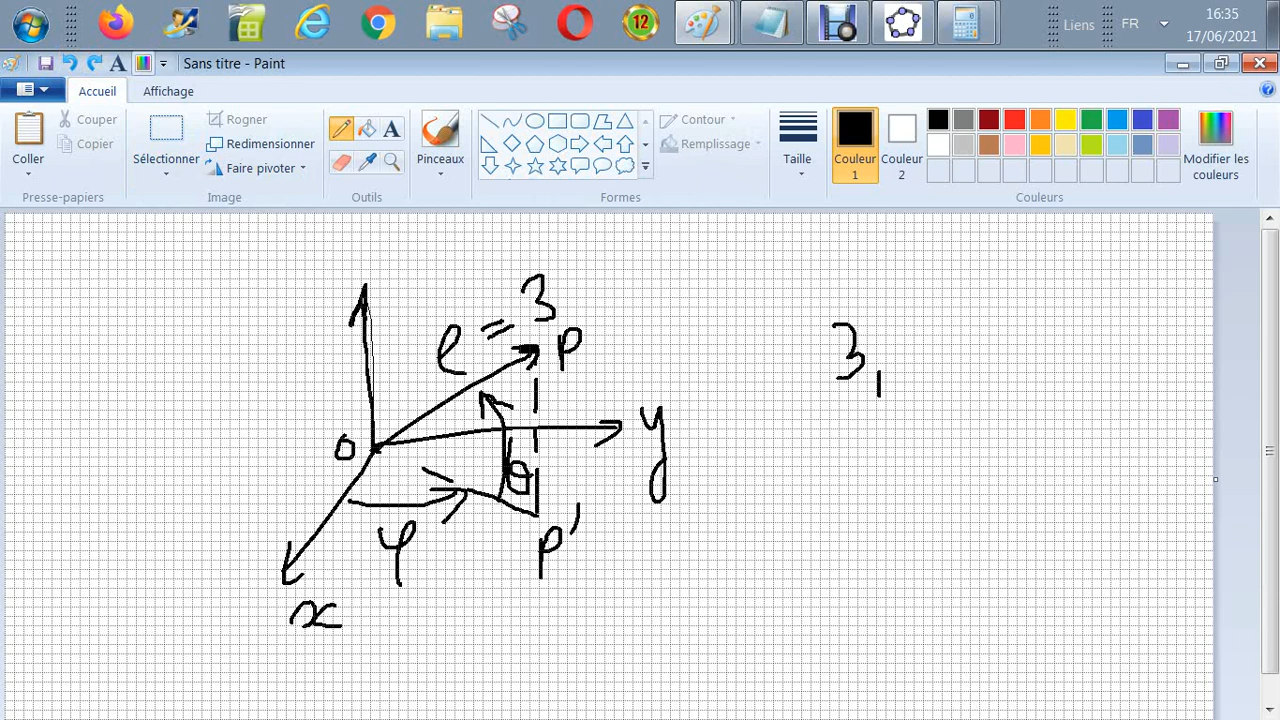 12
Liens
FR
16:35
17/06/2021
Sans titre - Paint
Accueil
Affichage
Coller
Couper
Copier
Presse-papiers
Sélectionner
Rogner
Redimensionner
Faire pivoter
Image
A
Outils
Pinceaux
Contour
Remplissage
Formes
Taille
Couleur 1
Couleur 2
Modifier les couleurs
Couleurs
ρ = 3
P
3,
O
y
θ
φ
P'
x